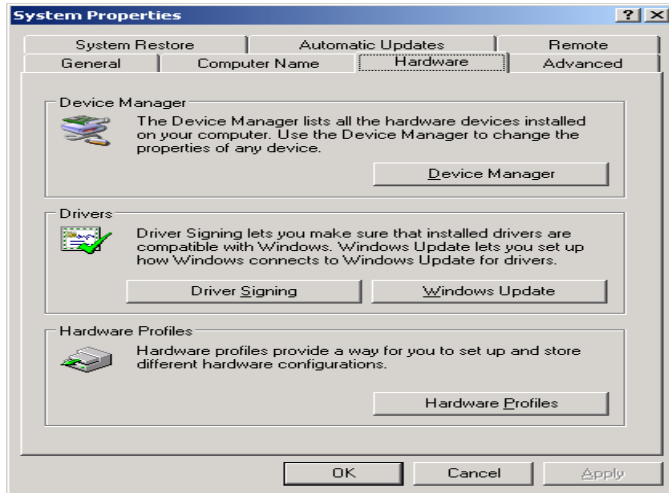 System Properties
? X
System Restore Automatic Updates Remote
General Computer Name Hardware Advanced
Device Manager
The Device Manager lists all the hardware devices installed
on your computer. Use the Device Manager to change the
properties of any device.
Device Manager
Drivers
Driver Signing lets you make sure that installed drivers are
compatible with Windows. Windows Update lets you set up
how Windows connects to Windows Update for drivers.
Driver Signing Windows Update
Hardware Profiles
Hardware profiles provide a way for you to set up and store
different hardware configurations.
Hardware Profiles
OK Cancel Apply